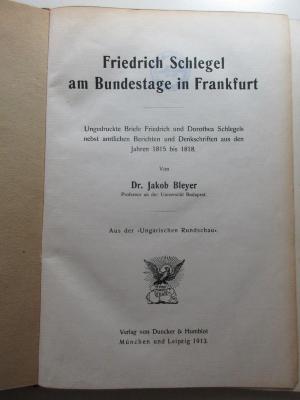 Friedrich Schlegel
am Bundestage in Frankfurt
Ungedruckte Briefe Friedrich und Dorothea Schlegels
nebst amtlichen Berichten und Denkschriften aus den
Jahren 1815 bis 1818.
Von
Dr. Jakob Bleyer
Professor an der Universität Budapest.
Aus der «Ungarischen Rundschau».
Verlag von Duncker & Humblot
München und Leipzig 1913.